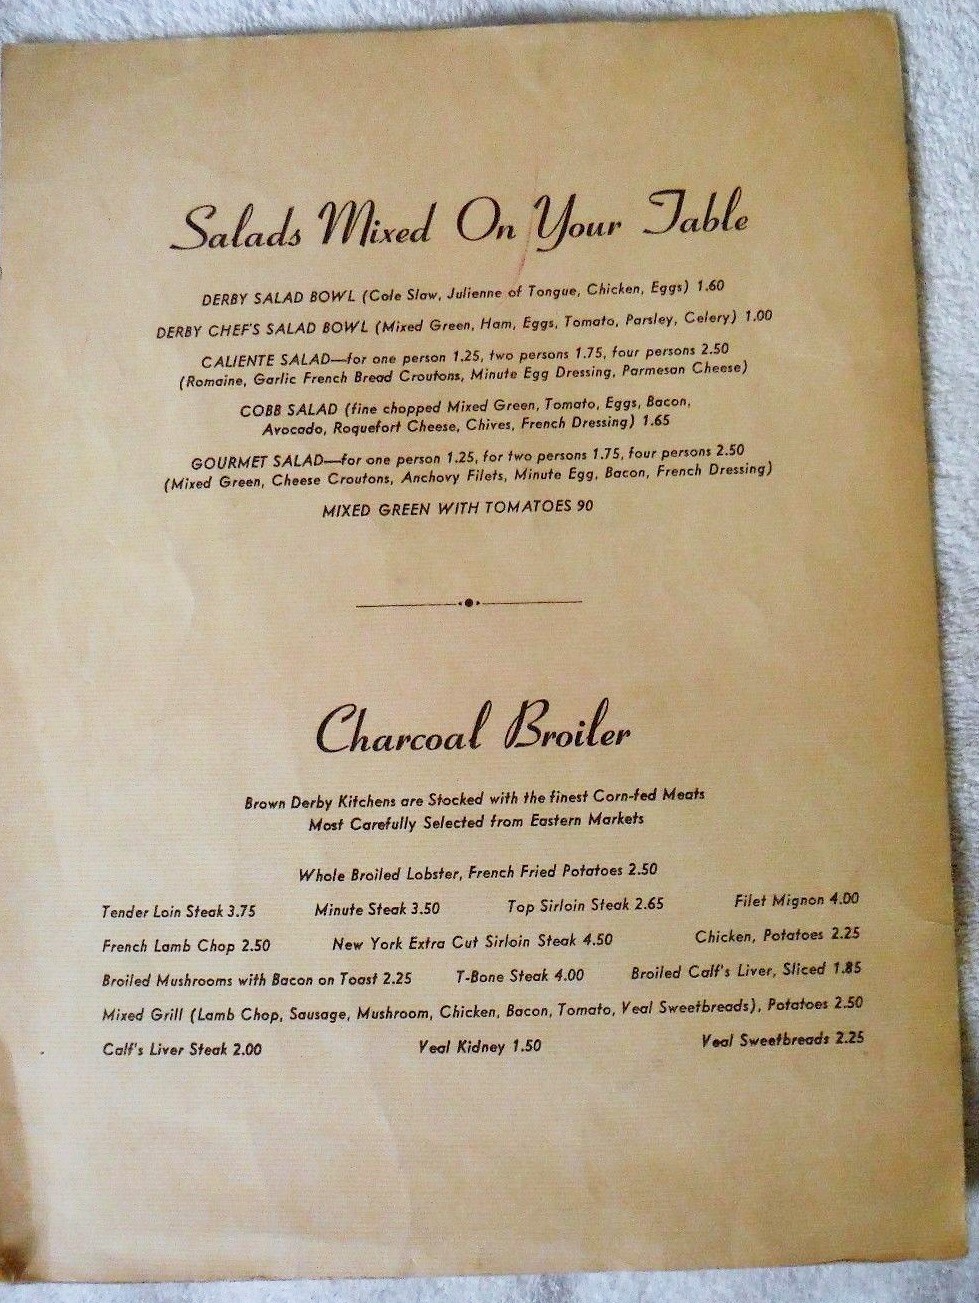 Salads Mixed On Your Table
DERBY SALAD BOWL (Cole Slaw, Julienne of Tongue, Chicken, Eggs) 1.60
DERBY CHEF'S SALAD BOWL (Mixed Green, Ham, Eggs, Tomato, Parsley, Celery) 1.00
CALIENTE SALAD—for one person 1.25, two persons 1.75, four persons 2.50
(Romaine, Garlic French Bread Croutons, Minute Egg Dressing, Parmesan Cheese)
COBB SALAD (fine chopped Mixed Green, Tomato, Eggs, Bacon,
Avocado, Roquefort Cheese, Chives, French Dressing) 1.65
GOURMET SALAD—for one person 1.25, for two persons 1.75, four persons 2.50
(Mixed Green, Cheese Croutons, Anchovy Filets, Minute Egg, Bacon, French Dressing)
MIXED GREEN WITH TOMATOES 90
Charcoal Broiler
Brown Derby Kitchens are Stocked with the finest Corn-fed Meats
Most Carefully Selected from Eastern Markets
Whole Broiled Lobster, French Fried Potatoes 2.50
Tender Loin Steak 3.75 Minute Steak 3.50 Top Sirloin Steak 2.65 Filet Mignon 4.00
French Lamb Chop 2.50 New York Extra Cut Sirloin Steak 4.50 Chicken, Potatoes 2.25
Broiled Mushrooms with Bacon on Toast 2.25 T-Bone Steak 4.00 Broiled Calf's Liver, Sliced 1.85
Mixed Grill (Lamb Chop, Sausage, Mushroom, Chicken, Bacon, Tomato, Veal Sweetbreads), Potatoes 2.50
Calf's Liver Steak 2.00 Veal Kidney 1.50 Veal Sweetbreads 2.25